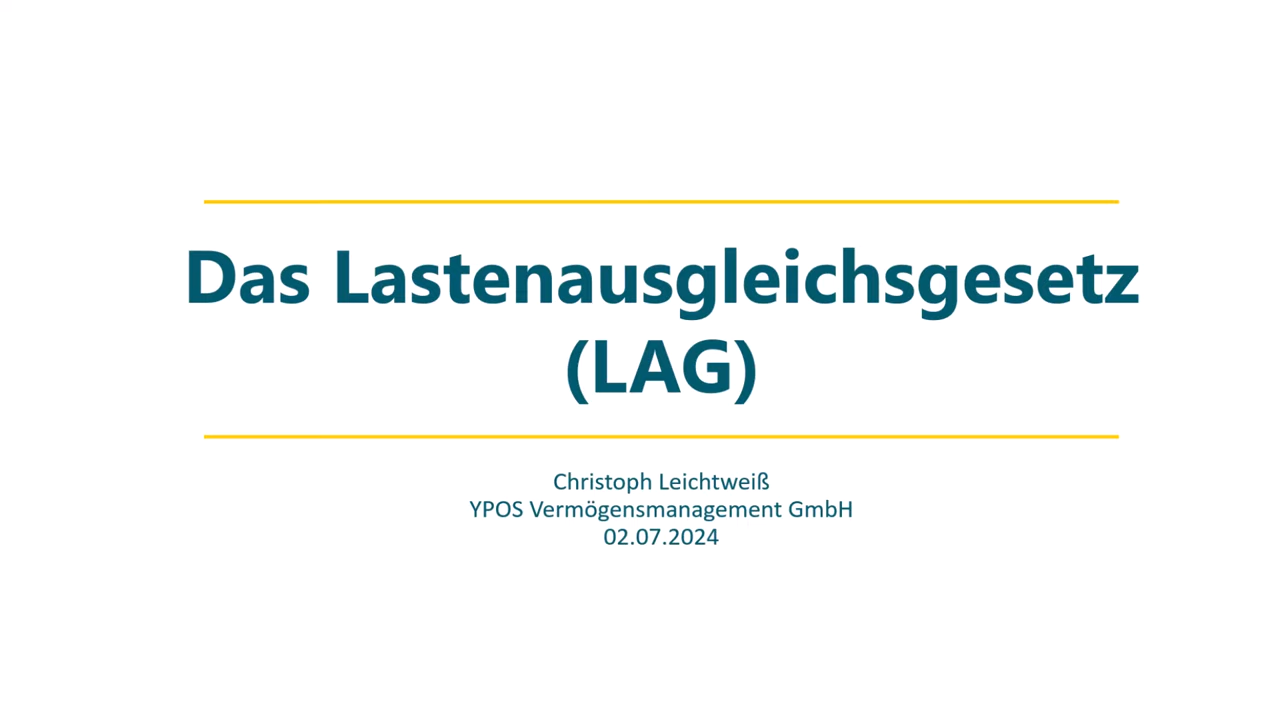 Das Lastenausgleichsgesetz
(LAG)
Christoph Leichtweiß
YPOS Vermögensmanagement GmbH
02.07.2024